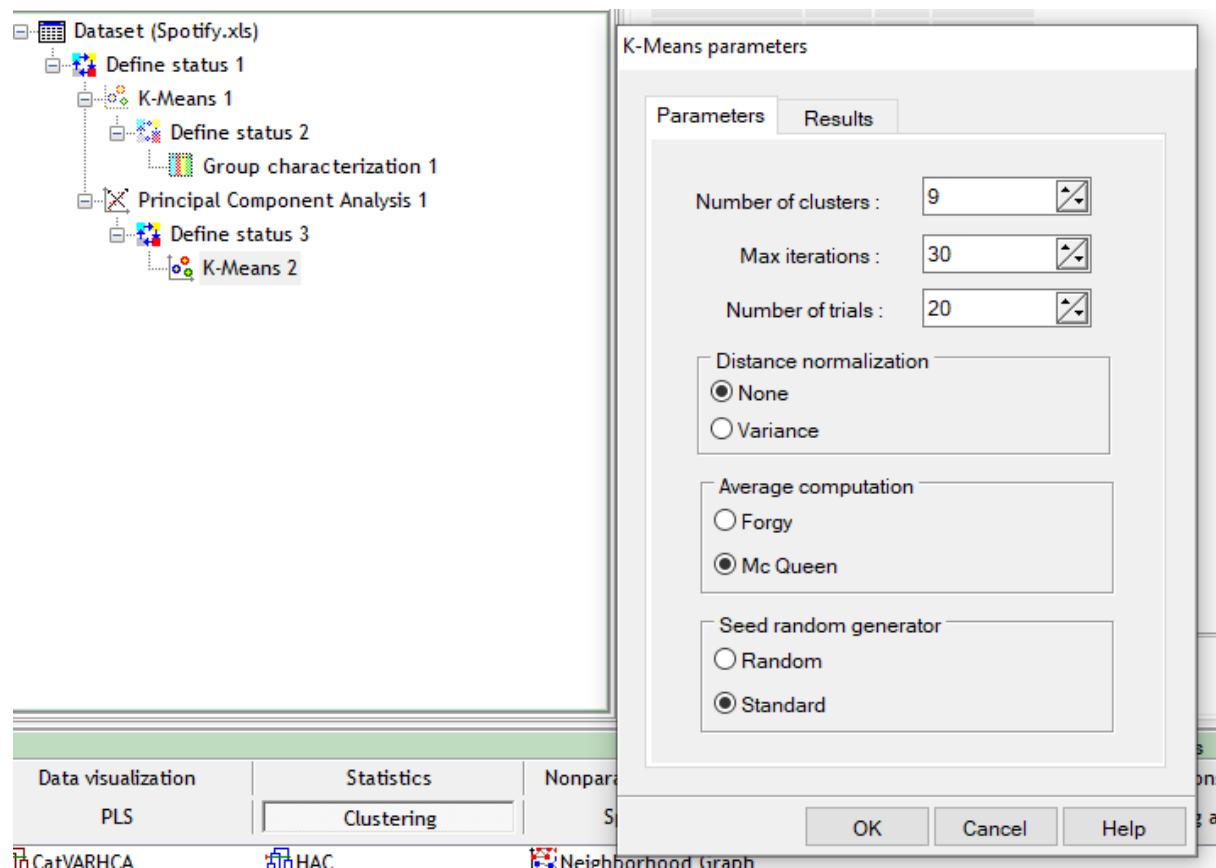 Dataset (Spotify.xls)
Define status 1
K-Means 1
Define status 2
Group characterization 1
Principal Component Analysis 1
Define status 3
K-Means 2
K-Means parameters
Parameters
Results
Number of clusters :
9
Max iterations :
30
Number of trials :
20
Distance normalization
None
Variance
Average computation
Forgy
Mc Queen
Seed random generator
Random
Standard
OK
Cancel
Help
Data visualization
Statistics
Nonpara
PLS
Clustering
CatVARHCA
HAC
Neighborhood Graph